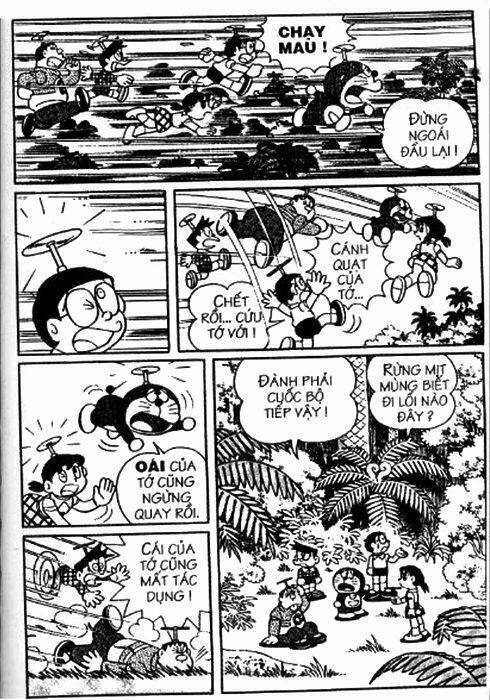 CHẠY
MAU !
ĐỪNG
NGOÁI
ĐẦU LẠI !
CÁNH
QUẠT
CỦA
TỚ...
CHẾT
RỒI... CỨU
TỚ VỚI !
OÁI CỦA
TỚ CŨNG
NGỪNG
QUAY RỒI.
ĐÀNH PHẢI
CUỐC BỘ
TIẾP VẬY !
RỪNG MỊT
MÙNG BIẾT
ĐI LỐI NÀO
ĐÂY ?
CÁI CỦA
TỚ CŨNG
MẤT TÁC
DỤNG !